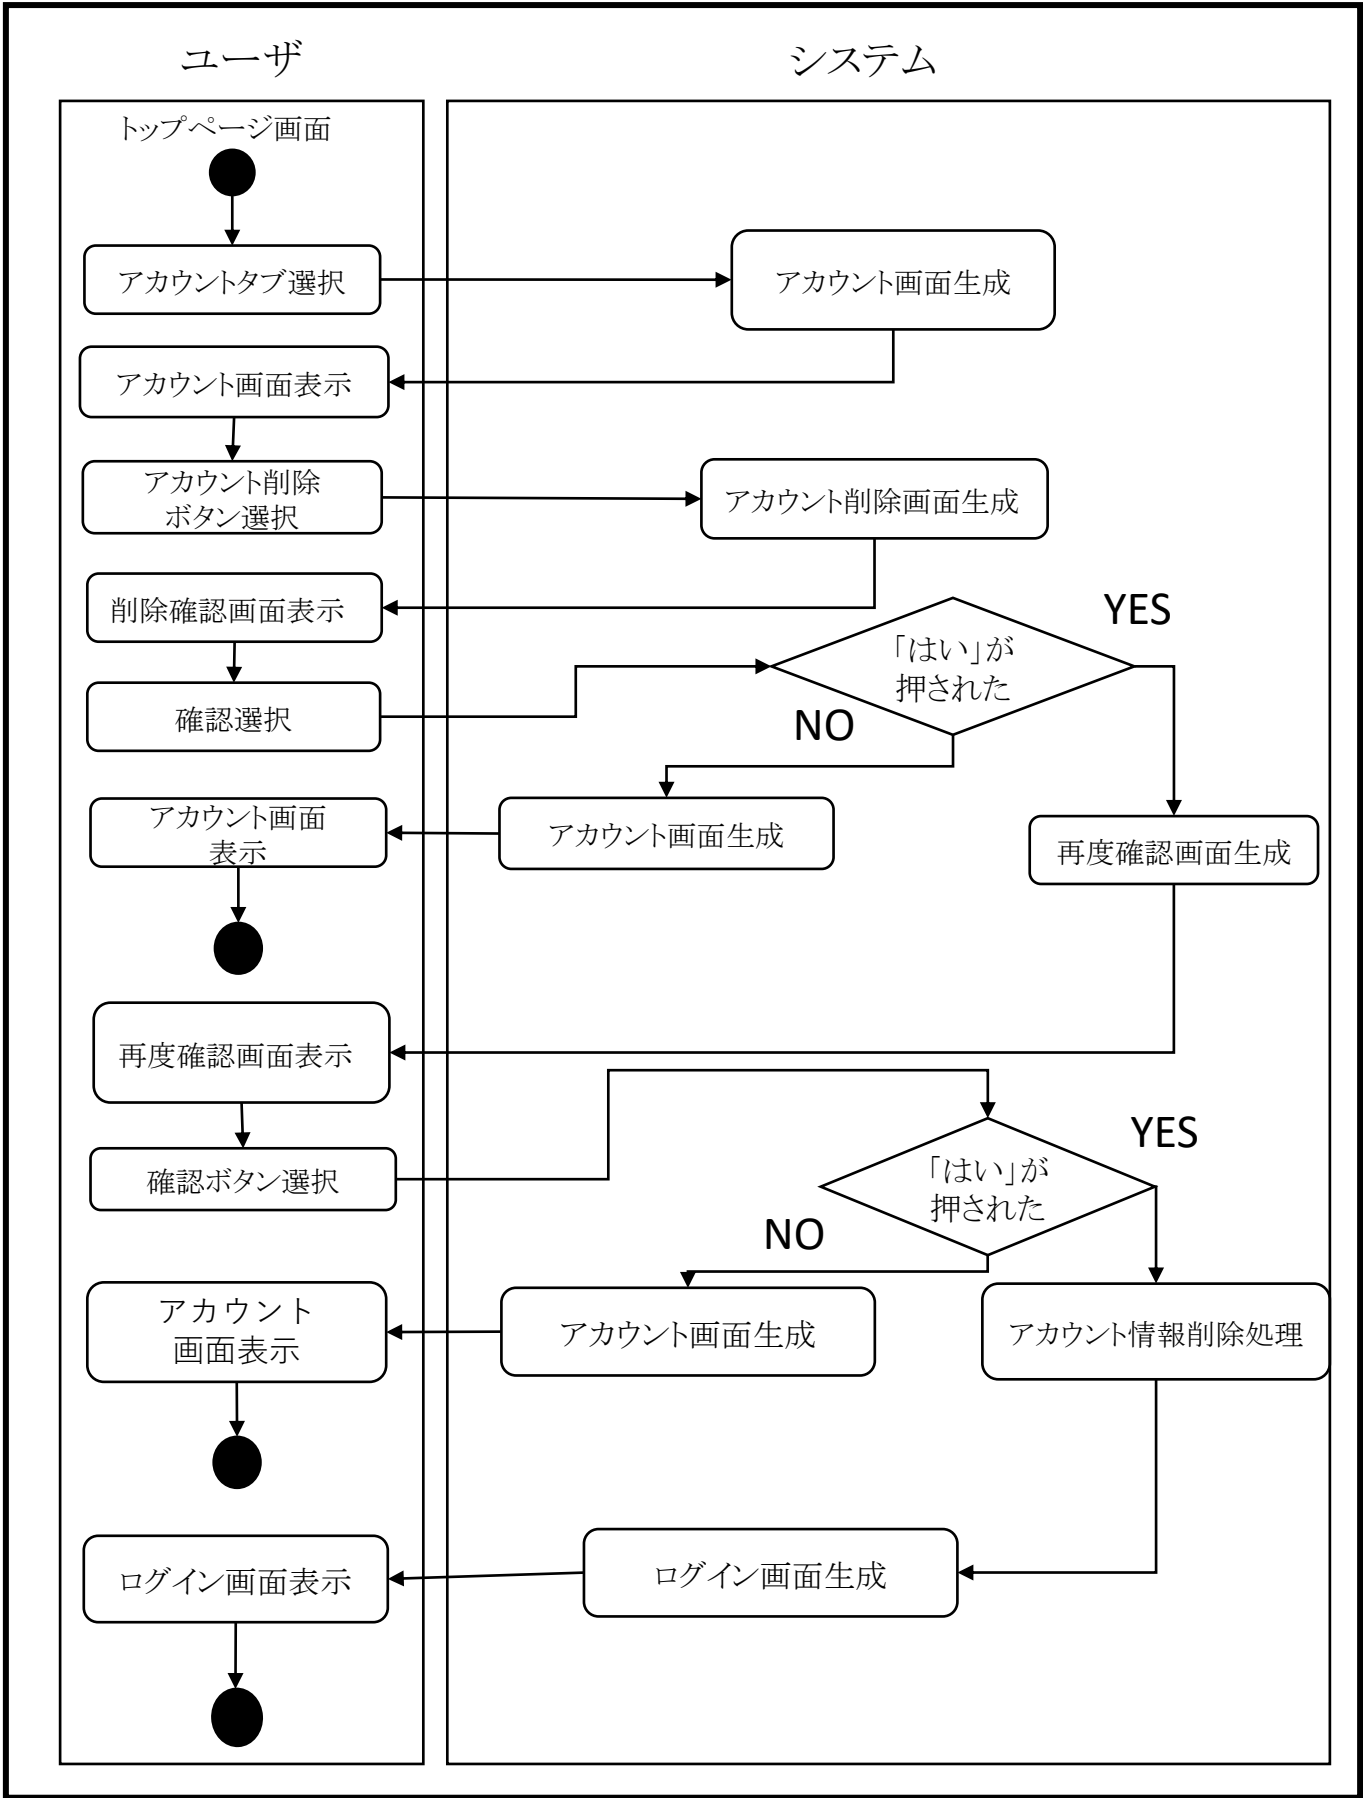 ユーザ
システム
トップページ画面
アカウントタブ選択
アカウント画面生成
アカウント画面表示
アカウント削除
ボタン選択
アカウント削除画面生成
削除確認画面表示
YES
「はい」が
押された
確認選択
NO
アカウント画面
表示
アカウント画面生成
再度確認画面生成
再度確認画面表示
YES
「はい」が
押された
確認ボタン選択
NO
アカウント
画面表示
アカウント画面生成
アカウント情報削除処理
ログイン画面表示
ログイン画面生成